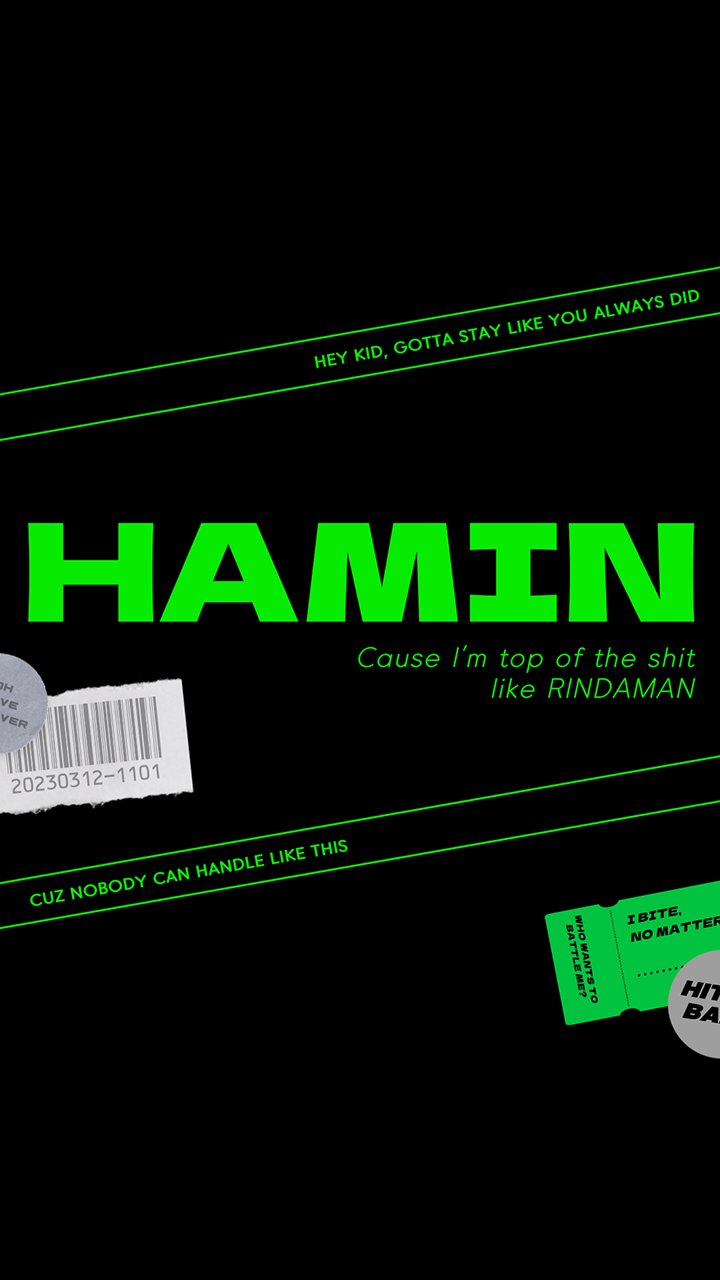 HEY KID, GOTTA STAY LIKE YOU ALWAYS DID
HAMIN
Cause I'm top of the shit
like RINDAMAN
20230312-1101
CUZ NOBODY CAN HANDLE LIKE THIS
WHO WANTS TO
BATTLE ME?
I BITE,
NO MATTER